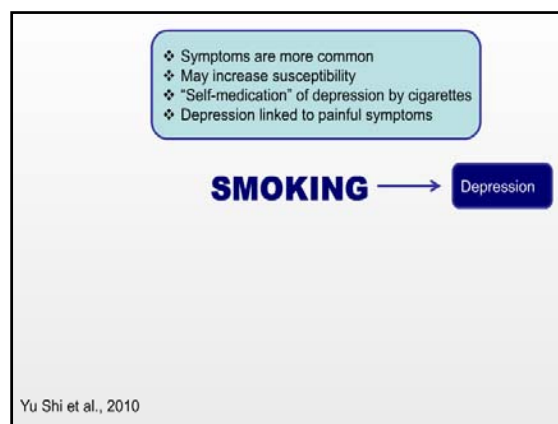 ❖ Symptoms are more common
❖ May increase susceptibility
❖ “Self-medication” of depression by cigarettes
❖ Depression linked to painful symptoms
SMOKING
Depression
Yu Shi et al., 2010